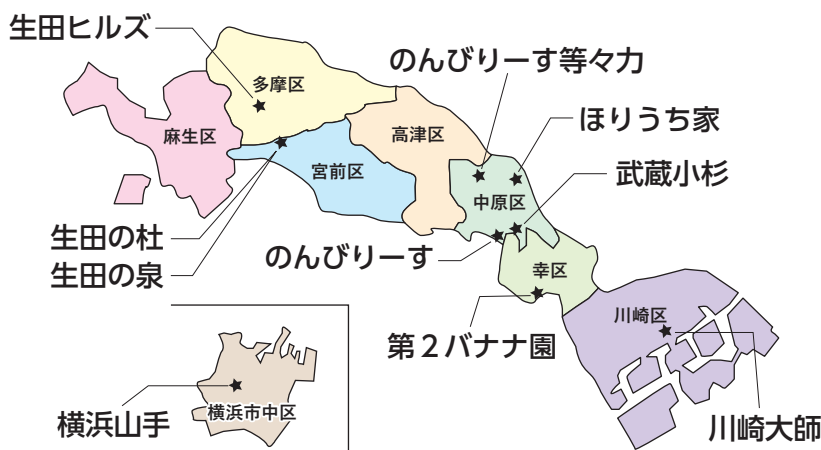 生田ヒルズ
のんびりーす等々力
多摩区
ほりうち家
麻生区
高津区
宮前区
武蔵小杉
中原区
生田の杜
のんびりーす
生田の泉
幸区
川崎区
第２バナナ園
横浜市中区
横浜山手
川崎大師